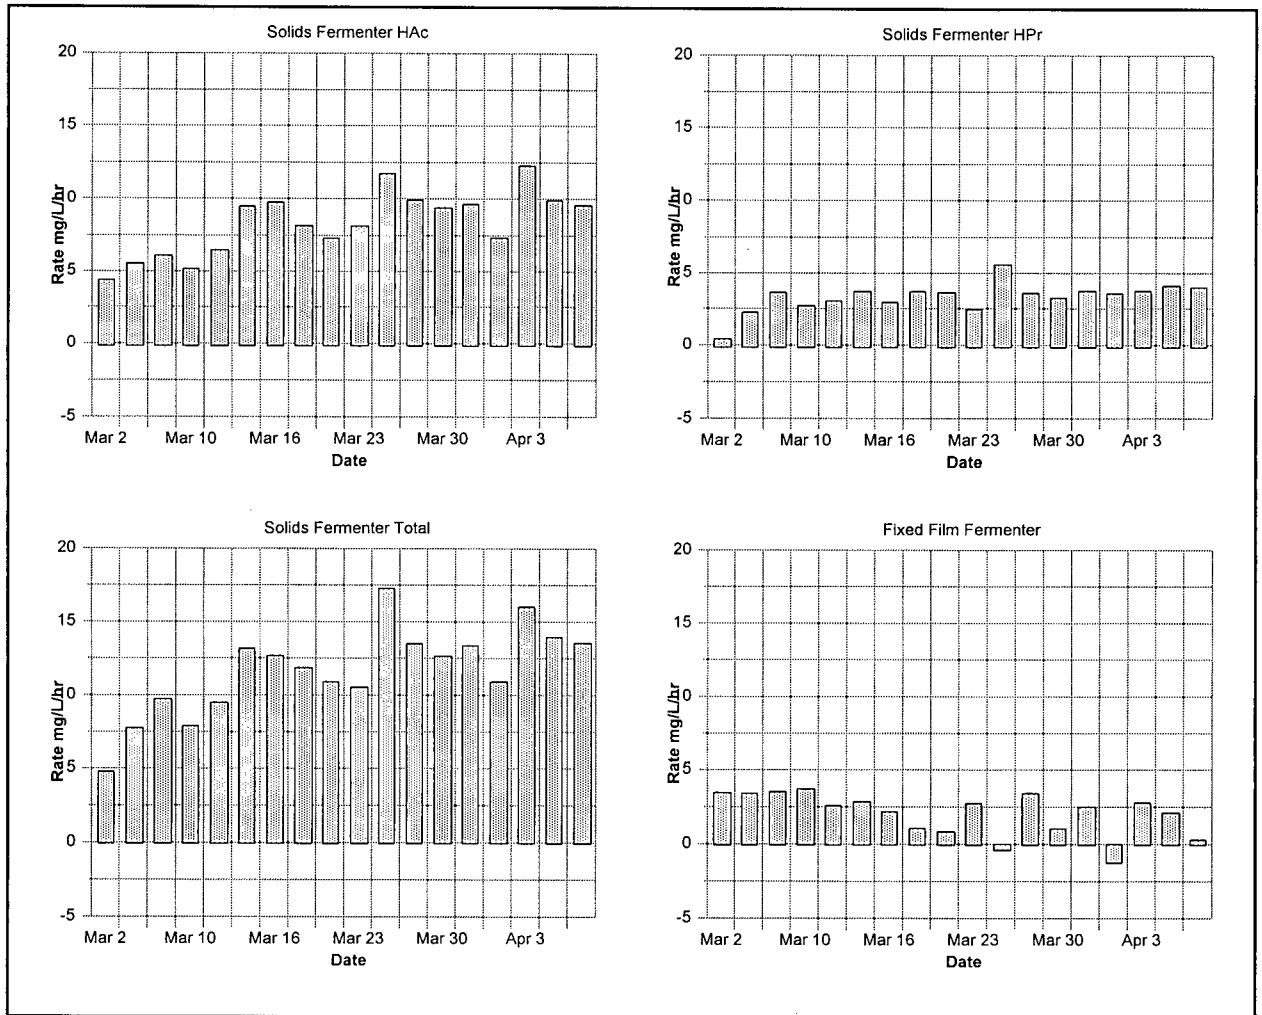 Solids Fermenter HAc
20
15
10
5
0
-5
Rate mg/L/hr
Mar 2 Mar 10 Mar 16 Mar 23 Mar 30 Apr 3
Date
Solids Fermenter HPr
20
15
10
5
0
-5
Rate mg/L/hr
Mar 2 Mar 10 Mar 16 Mar 23 Mar 30 Apr 3
Date
Solids Fermenter Total
20
15
10
5
0
-5
Rate mg/L/hr
Mar 2 Mar 10 Mar 16 Mar 23 Mar 30 Apr 3
Date
Fixed Film Fermenter
20
15
10
5
0
-5
Rate mg/L/hr
Mar 2 Mar 10 Mar 16 Mar 23 Mar 30 Apr 3
Date